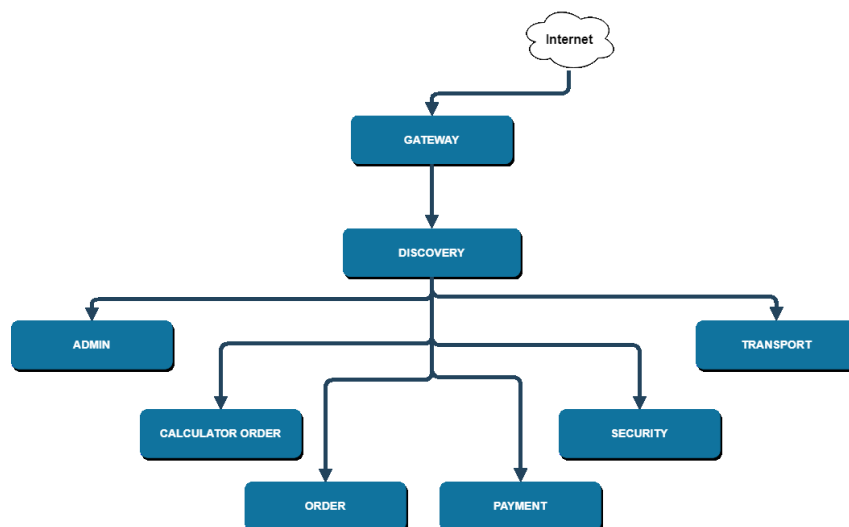 Internet
GATEWAY
DISCOVERY
ADMIN
TRANSPORT
CALCULATOR ORDER
SECURITY
ORDER
PAYMENT